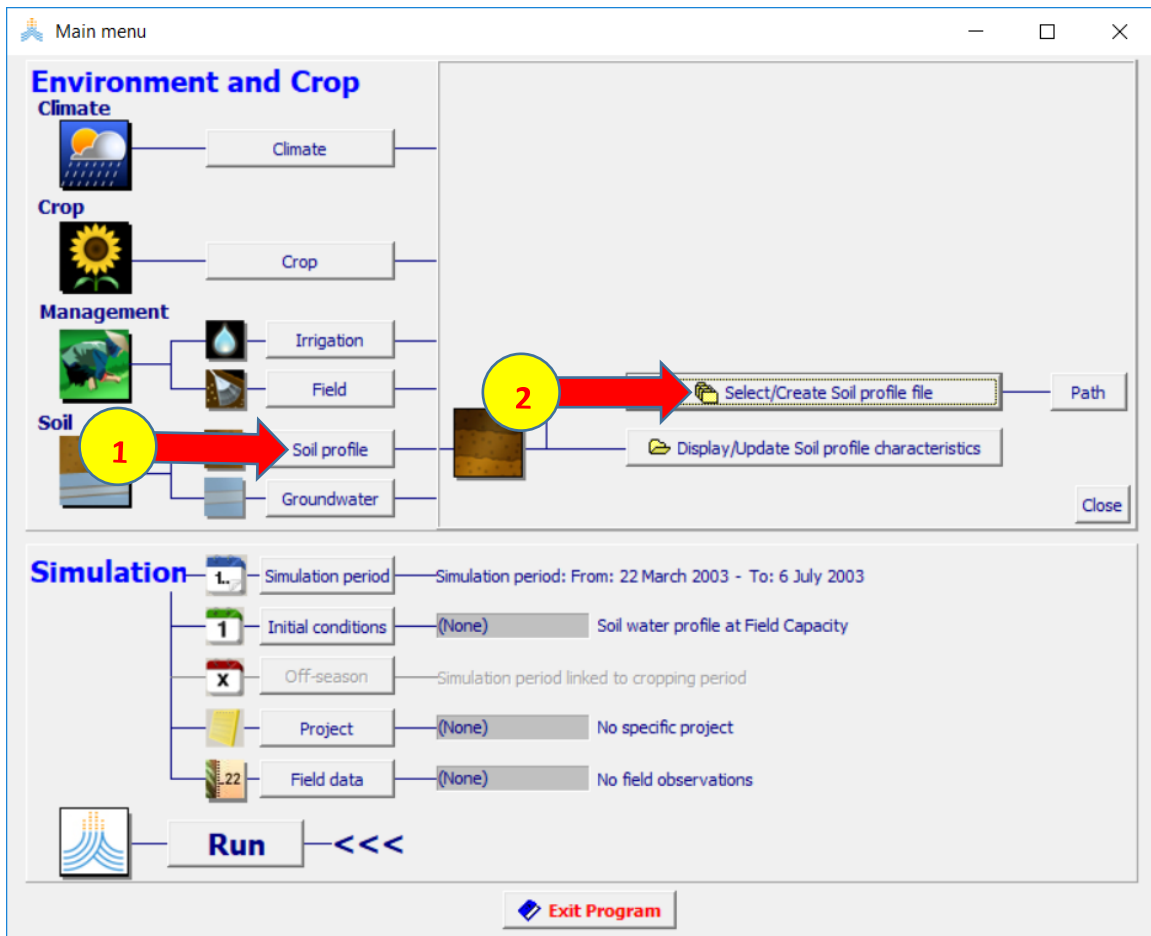 Main menu
Environment and Crop
Climate
Climate
Crop
Crop
Management
Irrigation
Field
2
Select/Create Soil profile file
Path
Soil
1
Soil profile
Display/Update Soil profile characteristics
Groundwater
Close
Simulation
1..
Simulation period
Simulation period: From: 22 March 2003 - To: 6 July 2003
1
Initial conditions
(None)
Soil water profile at Field Capacity
X
Off-season
Simulation period linked to cropping period
Project
(None)
No specific project
..22
Field data
(None)
No field observations
Run
<<<
Exit Program